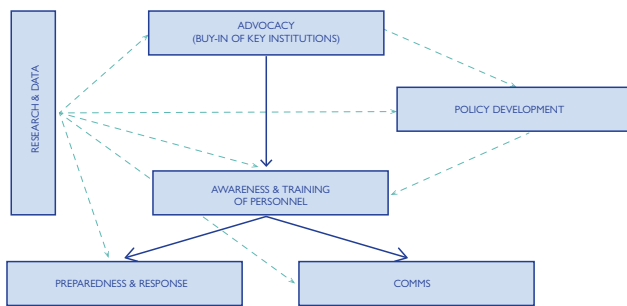 ADVOCACY
(BUY-IN OF KEY INSTITUTIONS)
RESEARCH & DATA
POLICY DEVELOPMENT
AWARENESS & TRAINING
OF PERSONNEL
PREPAREDNESS & RESPONSE
COMMS